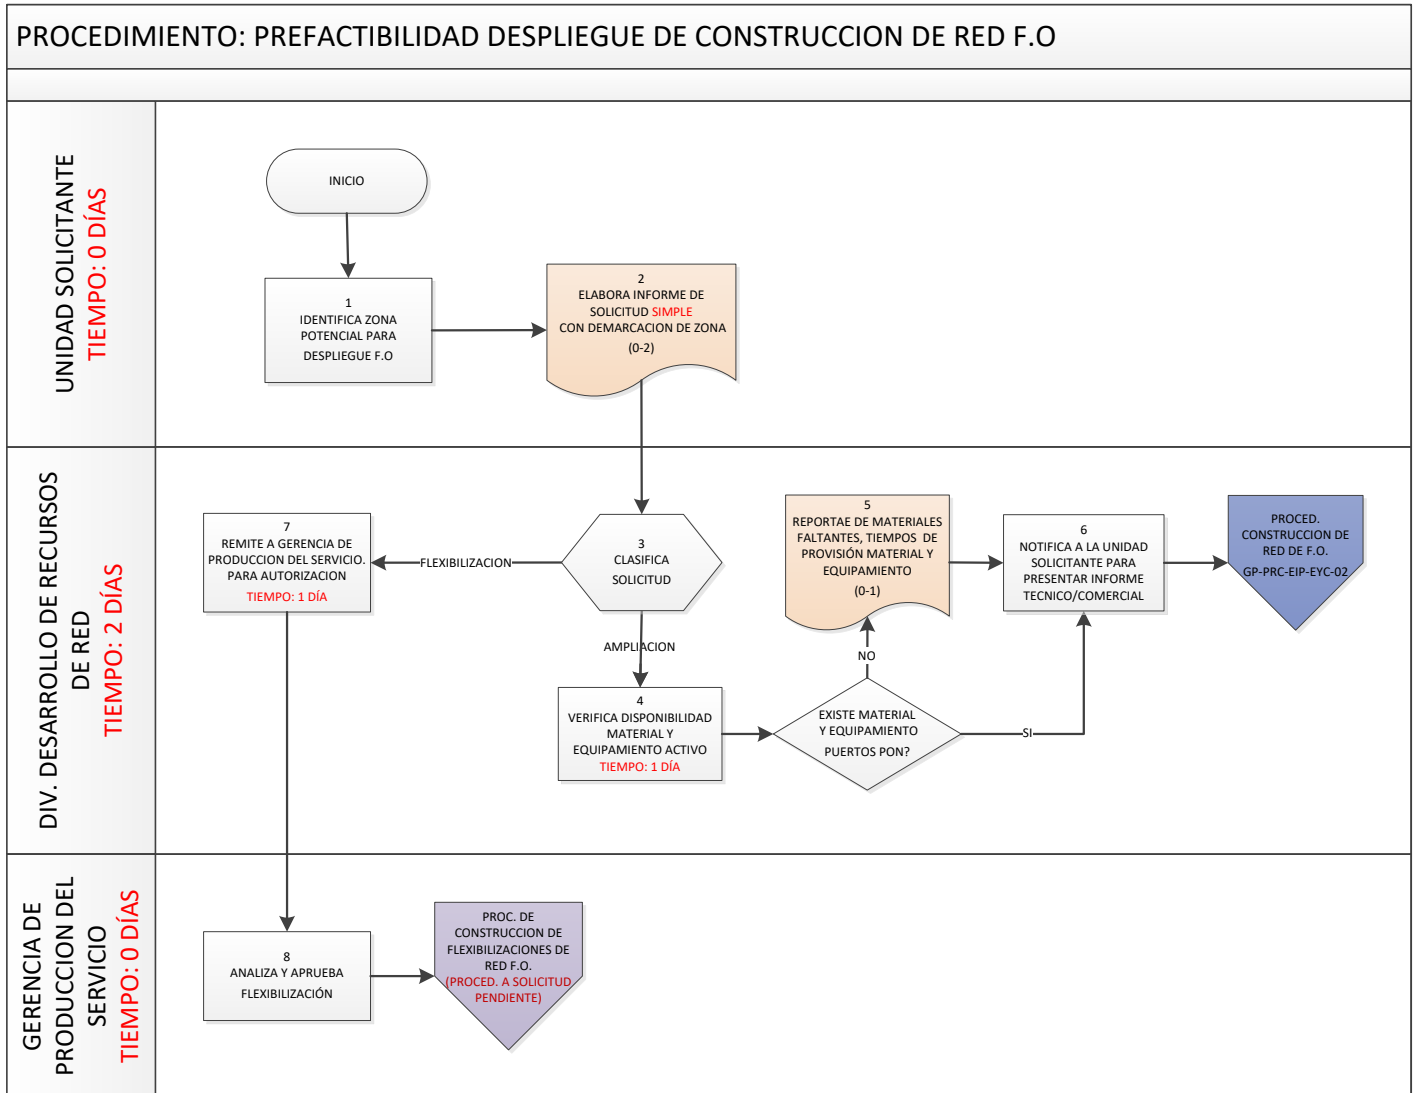 PROCEDIMIENTO: PREFACTIBILIDAD DESPLIEGUE DE CONSTRUCCION DE RED F.O
UNIDAD SOLICITANTE
TIEMPO: 0 DÍAS
INICIO
1
IDENTIFICA ZONA
POTENCIAL PARA
DESPLIEGUE F.O
2
ELABORA INFORME DE
SOLICITUD SIMPLE
CON DEMARCACION DE ZONA
(0-2)
DIV. DESARROLLO DE RECURSOS
DE RED
TIEMPO: 2 DÍAS
7
REMITE A GERENCIA DE
PRODUCCION DEL SERVICIO.
PARA AUTORIZACION
TIEMPO: 1 DÍA
FLEXIBILIZACION
3
CLASIFICA
SOLICITUD
AMPLIACION
4
VERIFICA DISPONIBILIDAD
MATERIAL Y
EQUIPAMIENTO ACTIVO
TIEMPO: 1 DÍA
5
REPORTAE DE MATERIALES
FALTANTES, TIEMPOS DE
PROVISIÓN MATERIAL Y
EQUIPAMIENTO
(0-1)
NO
EXISTE MATERIAL
Y EQUIPAMIENTO
PUERTOS PON?
SI
6
NOTIFICA A LA UNIDAD
SOLICITANTE PARA
PRESENTAR INFORME
TECNICO/COMERCIAL
PROCED.
CONSTRUCCION DE
RED DE F.O.
GP-PRC-EIP-EYC-02
GERENCIA DE
PRODUCCION DEL
SERVICIO
TIEMPO: 0 DÍAS
8
ANALIZA Y APRUEBA
FLEXIBILIZACIÓN
PROC. DE
CONSTRUCCION DE
FLEXIBILIZACIONES DE
RED F.O.
(PROCED. A SOLICITUD
PENDIENTE)